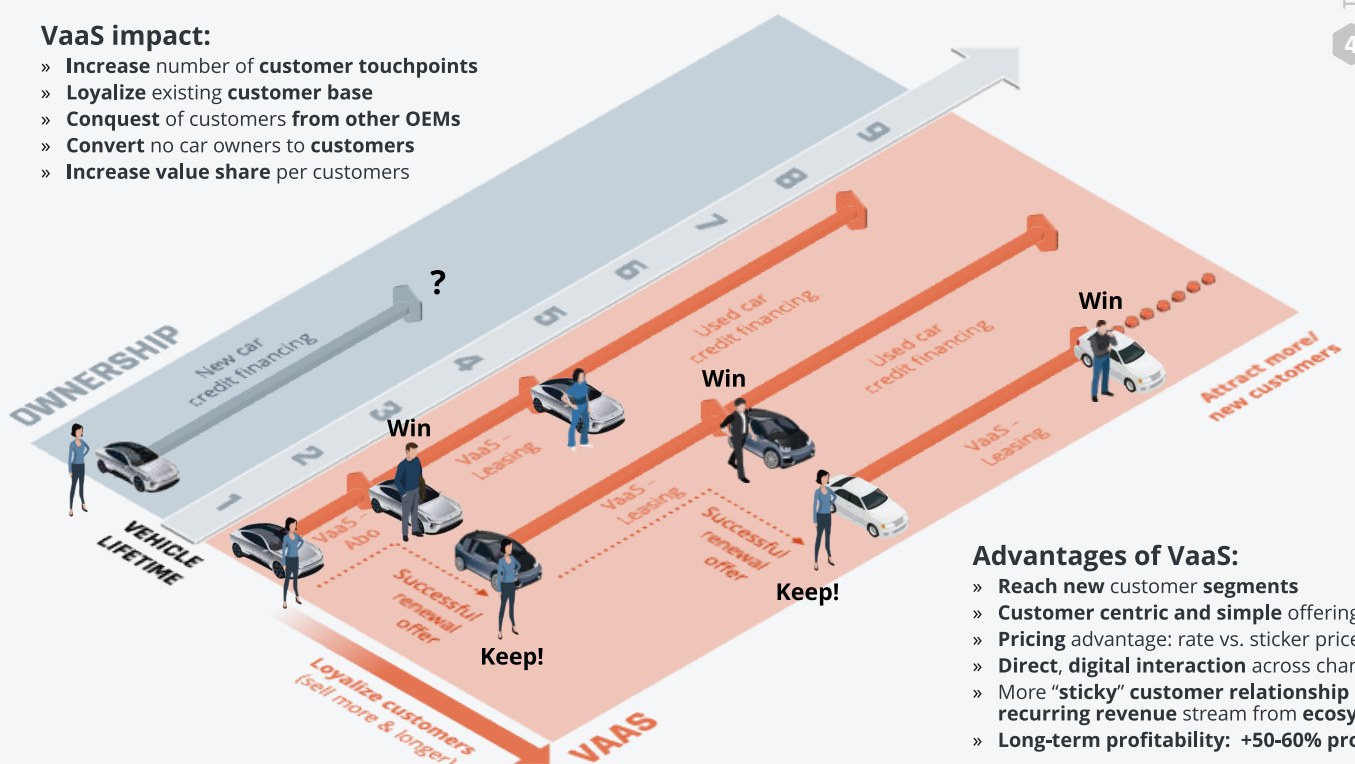 VaaS impact:
» Increase number of customer touchpoints
» Loyalize existing customer base
» Conquest of customers from other OEMs
» Convert no car owners to customers
» Increase value share per customers
4
OWNERSHIP
New car
credit financing
?
VEHICLE
LIFETIME
1
2
3
4
5
6
7
8
9
VaaS –
Abo
Win
VaaS –
Leasing
Used car
credit financing
Successful
renewal
offer
Keep!
VaaS –
Leasing
Win
Used car
credit financing
Successful
renewal
offer
Keep!
VaaS –
Leasing
Win
Attract more/
new customers
Loyalize customers
(sell more & longer)
VAAS
Advantages of VaaS:
» Reach new customer segments
» Customer centric and simple offering
» Pricing advantage: rate vs. sticker price
» Direct, digital interaction across
» More “sticky” customer relationship
recurring revenue stream from
» Long-term profitability: +50-60%